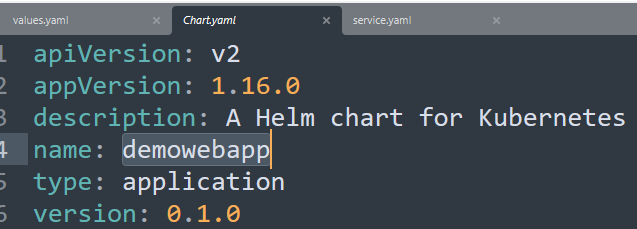 values.yaml × Chart.yaml × service.yaml ×
1 apiVersion: v2
2 appVersion: 1.16.0
3 description: A Helm chart for Kubernetes
4 name: demowebapp
5 type: application
6 version: 0.1.0